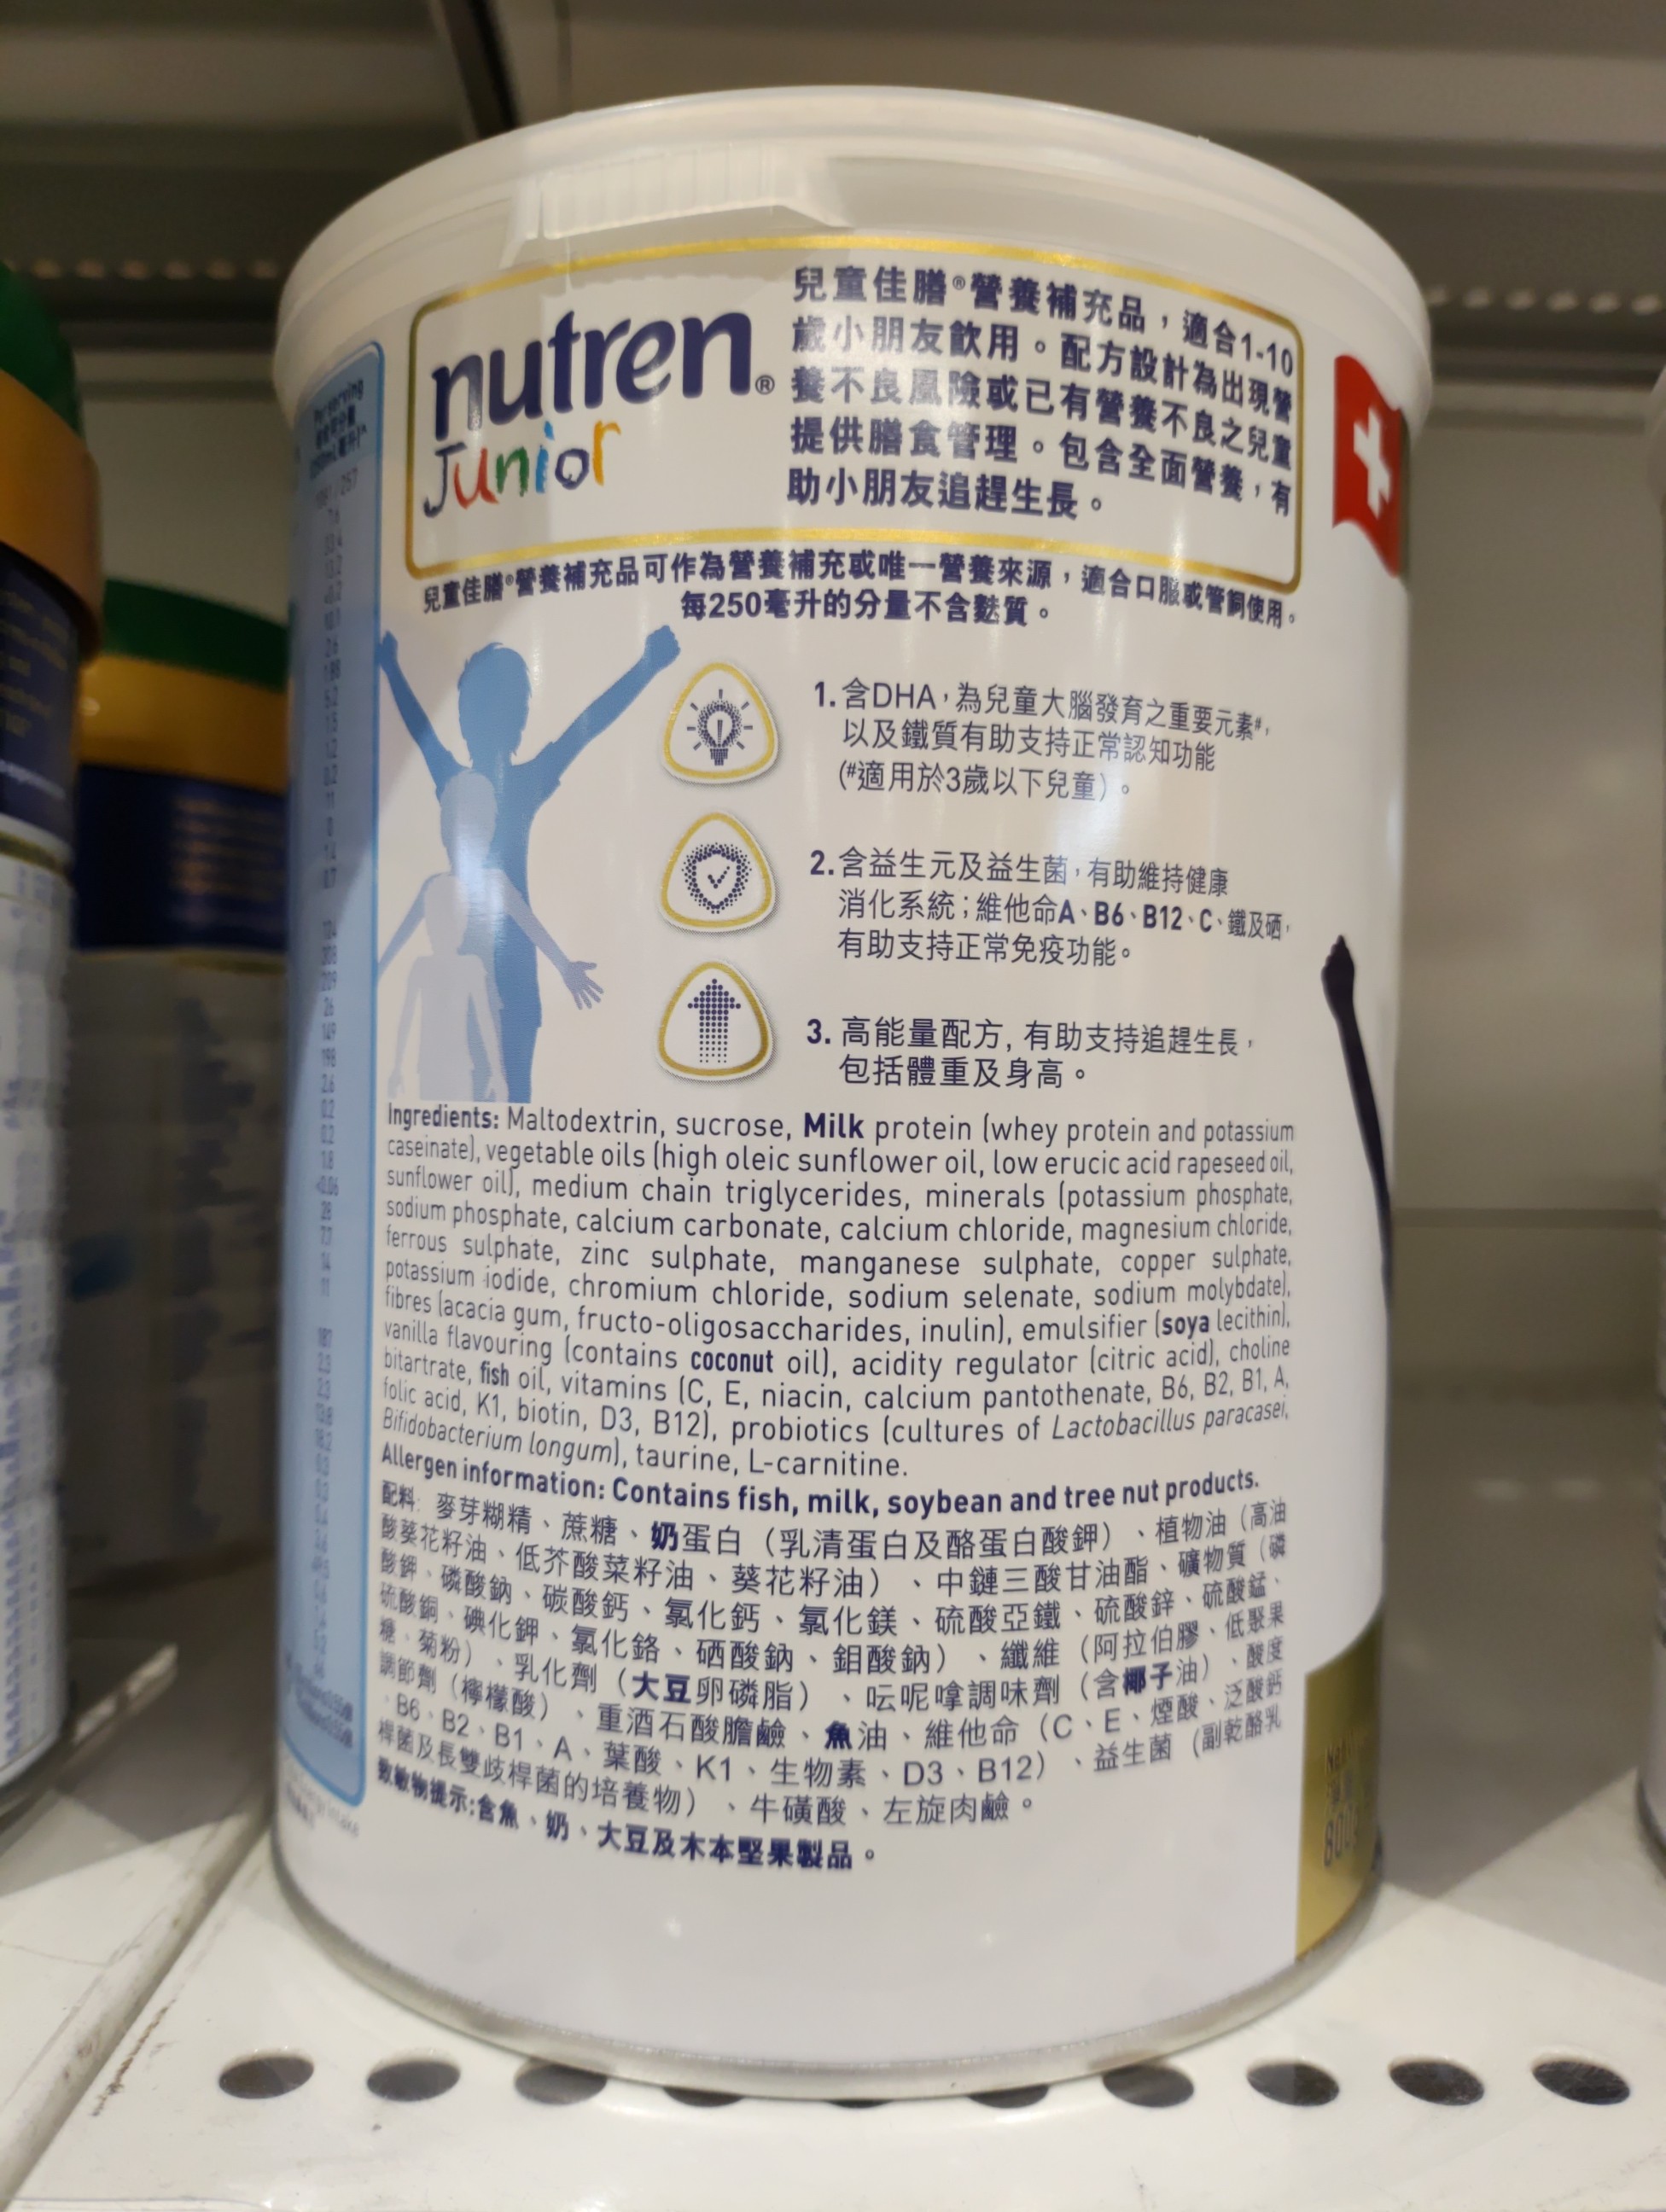 nutren®
Junior
兒童佳膳®營養補充品，適合1-10
歲小朋友飲用。配方設計為出現營
養不良風險或已有營養不良之兒童
提供膳食管理。包含全面營養，有
助小朋友追趕生長。
兒童佳膳®營養補充品可作為營養補充或唯一營養來源，適合口服或管飼使用。
每250毫升的分量不含麩質。
1. 含DHA，為兒童大腦發育之重要元素#，
以及鐵質有助支持正常認知功能
(#適用於3歲以下兒童)。
2. 含益生元及益生菌，有助維持健康
消化系統；維他命A、B6、B12、C、鐵及硒，
有助支持正常免疫功能。
3. 高能量配方, 有助支持追趕生長，
包括體重及身高。
Ingredients: Maltodextrin, sucrose, Milk protein (whey protein and potassium
caseinate), vegetable oils (high oleic sunflower oil, low erucic acid rapeseed oil,
sunflower oil), medium chain triglycerides, minerals (potassium phosphate,
sodium phosphate, calcium carbonate, calcium chloride, magnesium chloride,
ferrous sulphate, zinc sulphate, manganese sulphate, copper sulphate,
potassium iodide, chromium chloride, sodium selenate, sodium molybdate),
fibres (acacia gum, fructo-oligosaccharides, inulin), emulsifier (soya lecithin),
vanilla flavouring (contains coconut oil), acidity regulator (citric acid), choline
bitartrate, fish oil, vitamins (C, E, niacin, calcium pantothenate, B6, B2, B1, A,
folic acid, K1, biotin, D3, B12), probiotics (cultures of Lactobacillus paracasei,
Bifidobacterium longum), taurine, L-carnitine.
Allergen information: Contains fish, milk, soybean and tree nut products.
配料: 麥芽糊精、蔗糖、奶蛋白（乳清蛋白及酪蛋白酸鉀）、植物油（高油
酸葵花籽油、低芥酸菜籽油、葵花籽油）、中鏈三酸甘油酯、礦物質（磷
酸鉀、磷酸鈉、碳酸鈣、氯化鈣、氯化鎂、硫酸亞鐵、硫酸鋅、硫酸錳、
硫酸銅、碘化鉀、氯化鉻、硒酸鈉、鉬酸鈉）、纖維（阿拉伯膠、低聚果
糖、菊粉）、乳化劑（大豆卵磷脂）、呍呢嗱調味劑（含椰子油）、酸度
調節劑（檸檬酸）、重酒石酸膽鹼、魚油、維他命（C、E、煙酸、泛酸鈣
、B6、B2、B1、A、葉酸、K1、生物素、D3、B12）、益生菌（副乾酪乳
桿菌及長雙歧桿菌的培養物）、牛磺酸、左旋肉鹼。
致敏物提示:含魚、奶、大豆及木本堅果製品。